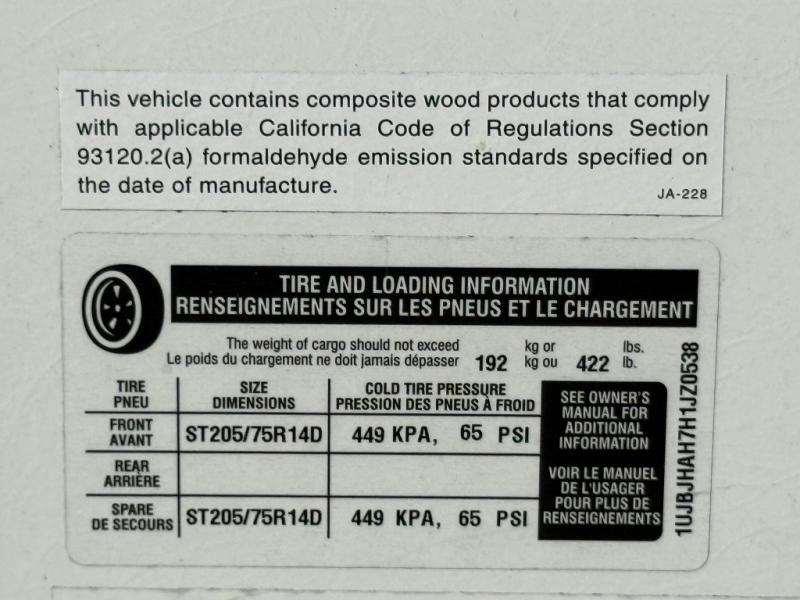 This vehicle contains composite wood products that comply
with applicable California Code of Regulations Section
93120.2(a) formaldehyde emission standards specified on
the date of manufacture.
JA-228
TIRE AND LOADING INFORMATION
RENSEIGNEMENTS SUR LES PNEUS ET LE CHARGEMENT
The weight of cargo should not exceed kg or lbs.
Le poids du chargement ne doit jamais dépasser 192 kg ou 422 lb.
TIRE SIZE COLD TIRE PRESSURE
PNEU DIMENSIONS PRESSION DES PNEUS À FROID
FRONT
AVANT ST205/75R14D 449 KPA, 65 PSI
REAR
ARRIÈRE
SPARE
DE SECOURS ST205/75R14D 449 KPA, 65 PSI
SEE OWNER'S
MANUAL FOR
ADDITIONAL
INFORMATION
VOIR LE MANUEL
DE L'USAGER
POUR PLUS DE
RENSEIGNEMENTS
1UJBJHAH7H1JZ0538